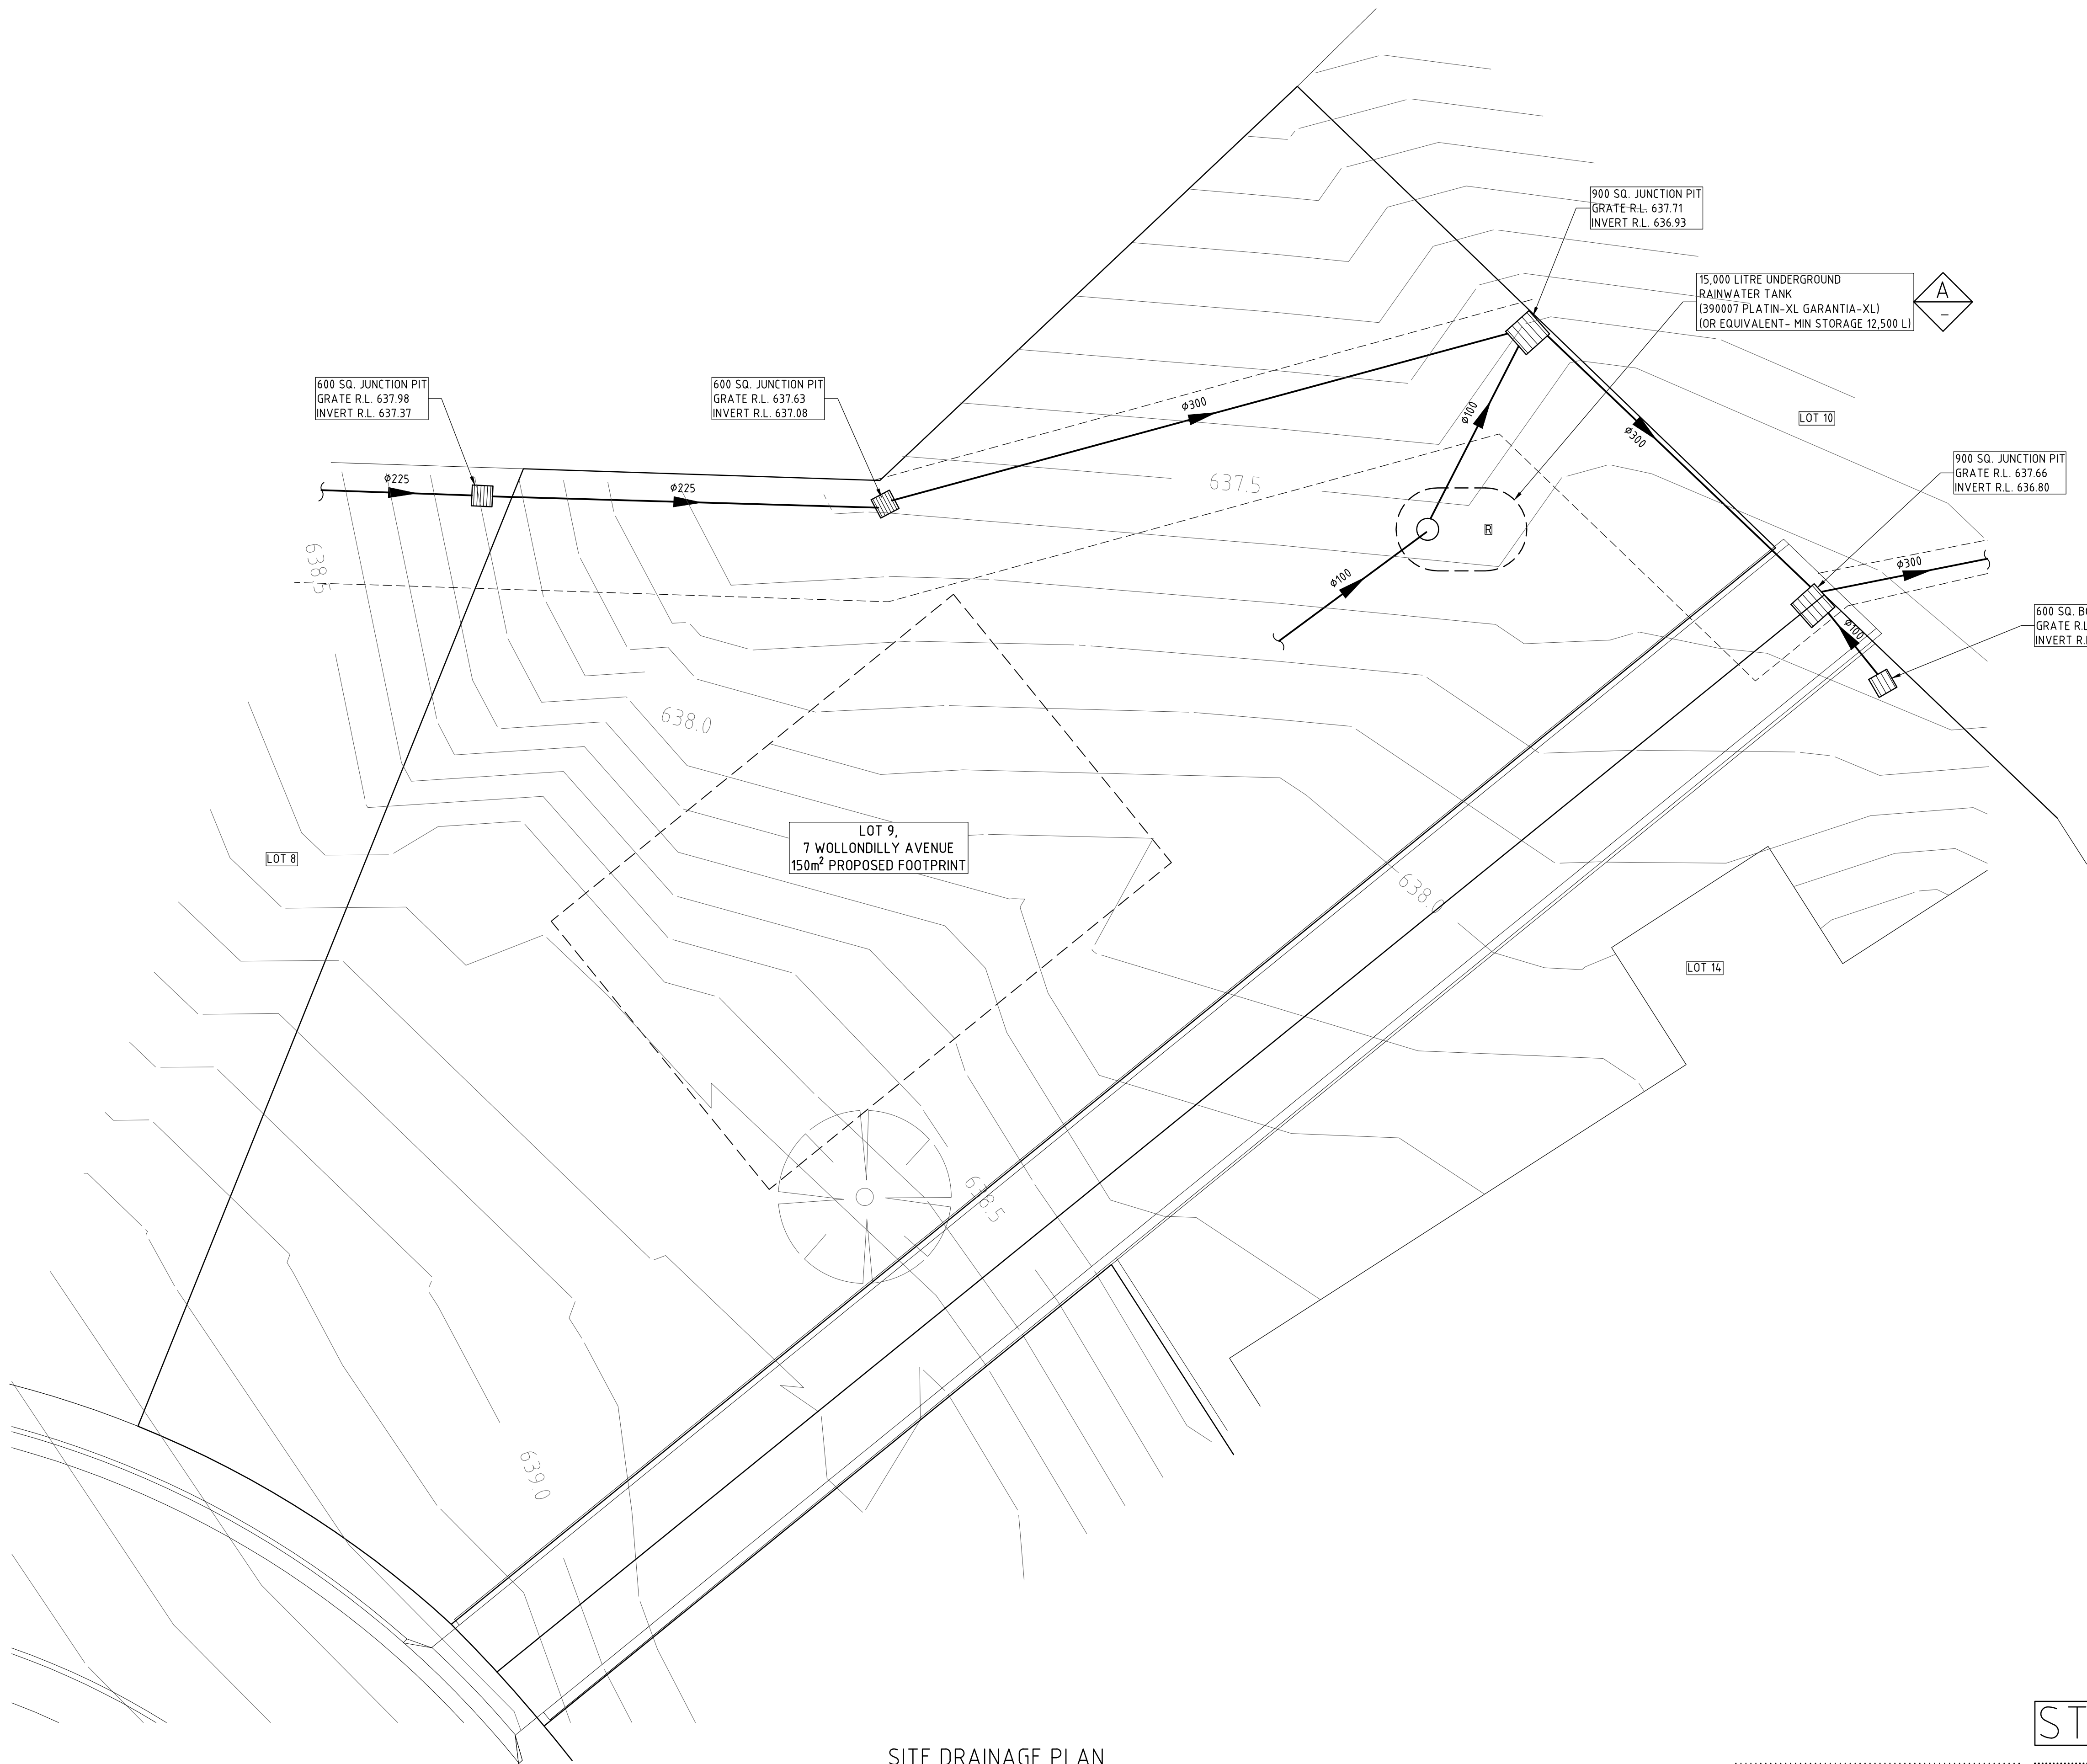 900 SQ. JUNCTION PIT
GRATE R.L. 637.71
INVERT R.L. 636.93
15,000 LITRE UNDERGROUND
RAINWATER TANK
(390007 PLATIN-XL GARANTIA-XL)
(OR EQUIVALENT- MIN STORAGE 12,500 L)
A
-
600 SQ. JUNCTION PIT
GRATE R.L. 637.98
INVERT R.L. 637.37
600 SQ. JUNCTION PIT
GRATE R.L. 637.63
INVERT R.L. 637.08
ø300
ø100
ø300
LOT 10
900 SQ. JUNCTION PIT
GRATE R.L. 637.66
INVERT R.L. 636.80
ø225
ø225
637.5
R
638.5
ø100
ø300
ø100
600 SQ.
GRATE
INVERT
638.0
LOT 9,
7 WOLLONDILLY AVENUE
150m² PROPOSED FOOTPRINT
LOT 8
638.0
LOT 14
638.5
639.0
SITE DRAINAGE PLAN